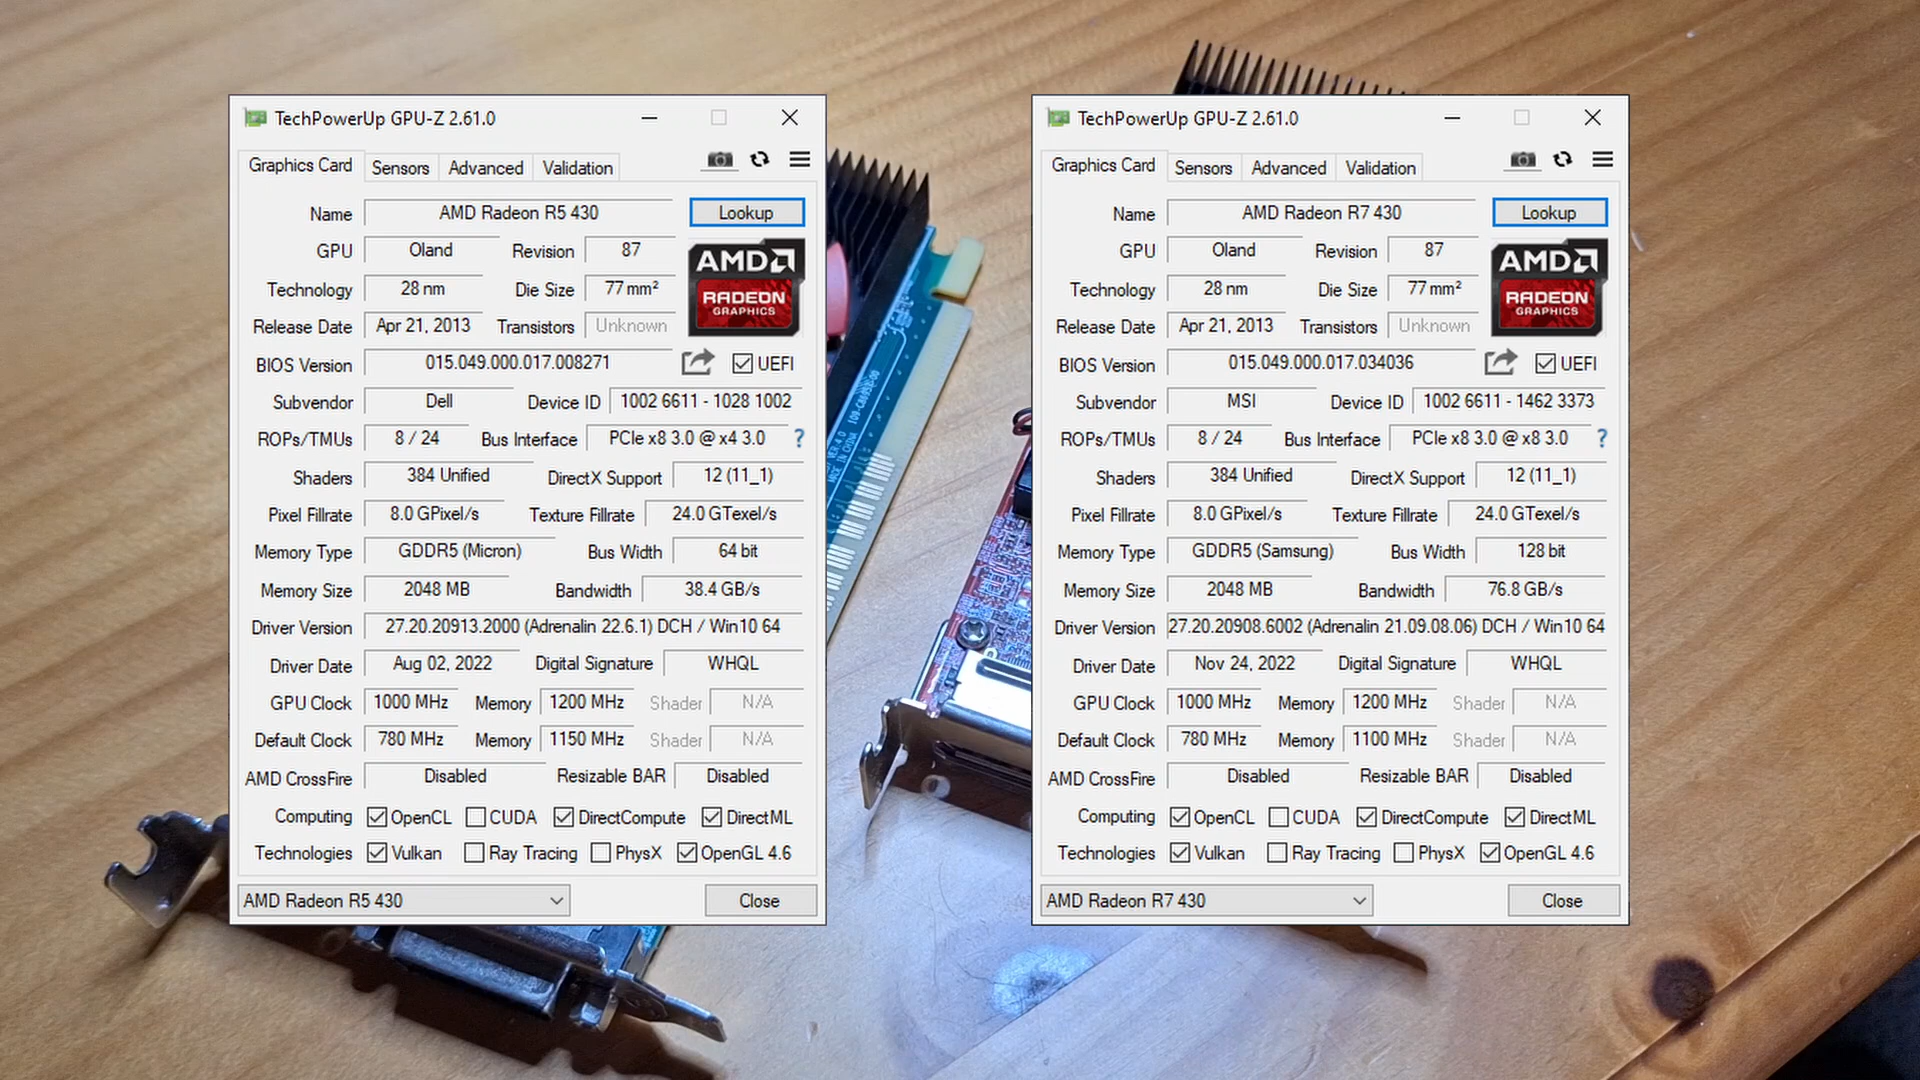 TechPowerUp GPU-Z 2.61.0
Graphics Card Sensors Advanced Validation
Name AMD Radeon R5 430 Lookup
GPU Oland Revision 87
AMD
RADEON
GRAPHICS
Technology 28 nm Die Size 77 mm²
Release Date Apr 21, 2013 Transistors Unknown
BIOS Version 015.049.000.017.008271 UEFI
Subvendor Dell Device ID 1002 6611 - 1028 1002
ROPs/TMUs 8 / 24 Bus Interface PCIe x8 3.0 @ x4 3.0 ?
Shaders 384 Unified DirectX Support 12 (11_1)
Pixel Fillrate 8.0 GPixel/s Texture Fillrate 24.0 GTexel/s
Memory Type GDDR5 (Micron) Bus Width 64 bit
Memory Size 2048 MB Bandwidth 38.4 GB/s
Driver Version 27.20.20913.2000 (Adrenalin 22.6.1) DCH / Win10 64
Driver Date Aug 02, 2022 Digital Signature WHQL
GPU Clock 1000 MHz Memory 1200 MHz Shader N/A
Default Clock 780 MHz Memory 1150 MHz Shader N/A
AMD CrossFire Disabled Resizable BAR Disabled
Computing OpenCL CUDA DirectCompute DirectML
Technologies Vulkan Ray Tracing PhysX OpenGL 4.6
AMD Radeon R5 430 Close
MADE IN CHINA
TechPowerUp GPU-Z 2.61.0
Graphics Card Sensors Advanced Validation
Name AMD Radeon R7 430 Lookup
GPU Oland Revision 87
AMD
RADEON
GRAPHICS
Technology 28 nm Die Size 77 mm²
Release Date Apr 21, 2013 Transistors Unknown
BIOS Version 015.049.000.017.034036 UEFI
Subvendor MSI Device ID 1002 6611 - 1462 3373
ROPs/TMUs 8 / 24 Bus Interface PCIe x8 3.0 @ x8 3.0 ?
Shaders 384 Unified DirectX Support 12 (11_1)
Pixel Fillrate 8.0 GPixel/s Texture Fillrate 24.0 GTexel/s
Memory Type GDDR5 (Samsung) Bus Width 128 bit
Memory Size 2048 MB Bandwidth 76.8 GB/s
Driver Version 27.20.20908.6002 (Adrenalin 21.09.08.06) DCH / Win10 64
Driver Date Nov 24, 2022 Digital Signature WHQL
GPU Clock 1000 MHz Memory 1200 MHz Shader N/A
Default Clock 780 MHz Memory 1100 MHz Shader N/A
AMD CrossFire Disabled Resizable BAR Disabled
Computing OpenCL CUDA DirectCompute DirectML
Technologies Vulkan Ray Tracing PhysX OpenGL 4.6
AMD Radeon R7 430 Close